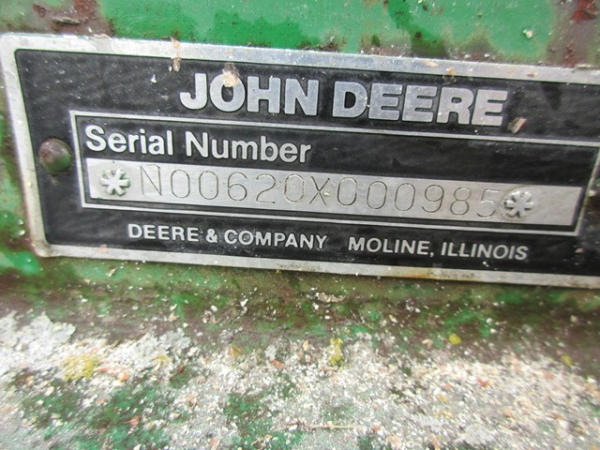 JOHN DEERE
Serial Number
*N00620X000985*
DEERE & COMPANY MOLINE, ILLINOIS